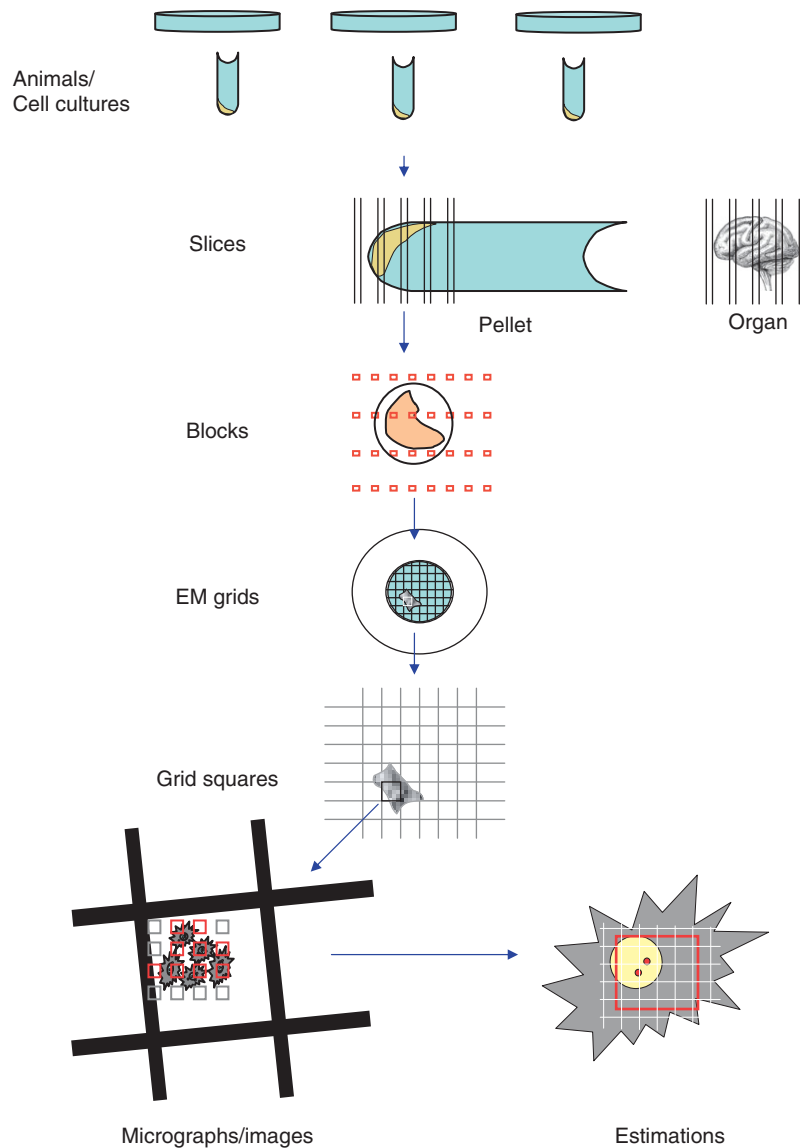 Animals/
Cell cultures
Slices
Pellet
Organ
Blocks
EM grids
Grid squares
Micrographs/images
Estimations